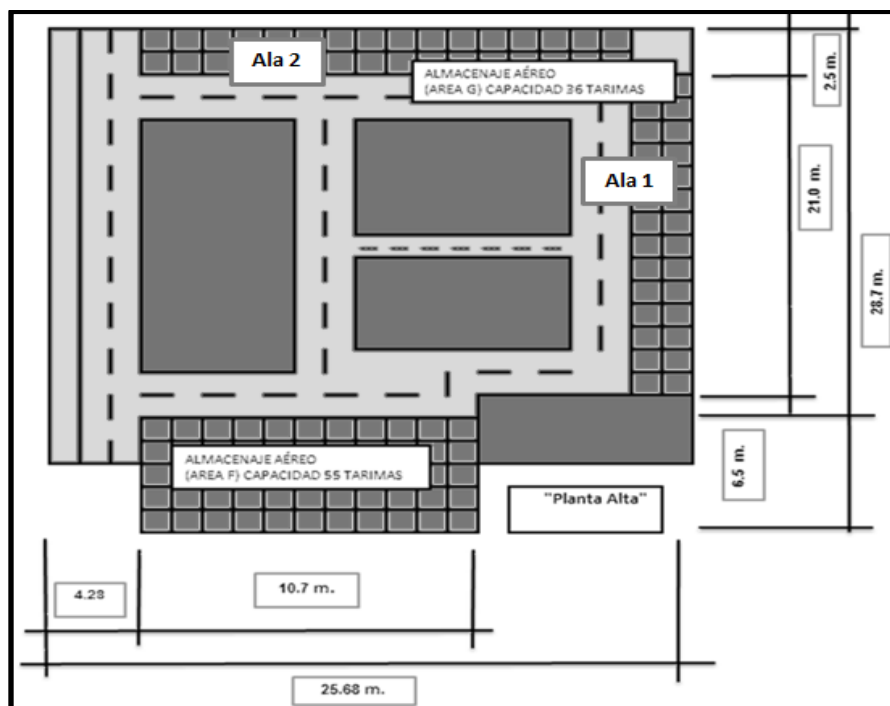 Ala 2
ALMACENAJE AÉREO
(AREA G) CAPACIDAD 36 TARIMAS
Ala 1
2.5 m.
21.0 m.
28.7 m.
ALMACENAJE AÉREO
(AREA F) CAPACIDAD 55 TARIMAS
6.5 m.
"Planta Alta"
4.28
10.7 m.
25.68 m.